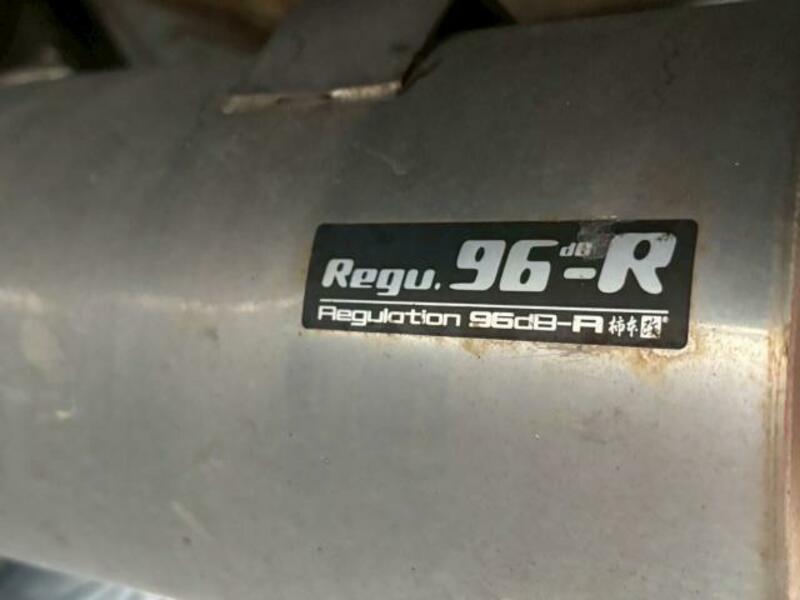 Regu. 96dB-R
Regulation 96dB-R 柿本改